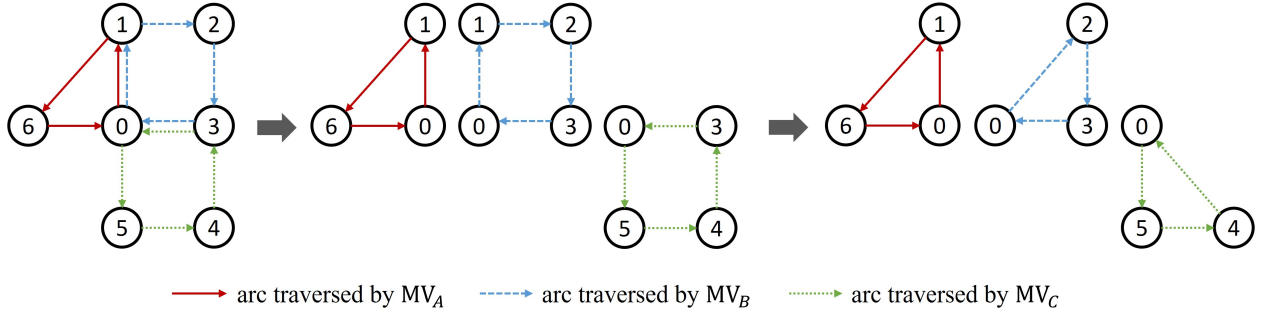 1 2 1 1 2 1 2
6 0 3 6 0 0 3 0 3 6 0 0 3 0
5 4 5 4 5 4
arc traversed by MV_A arc traversed by MV_B arc traversed by MV_C